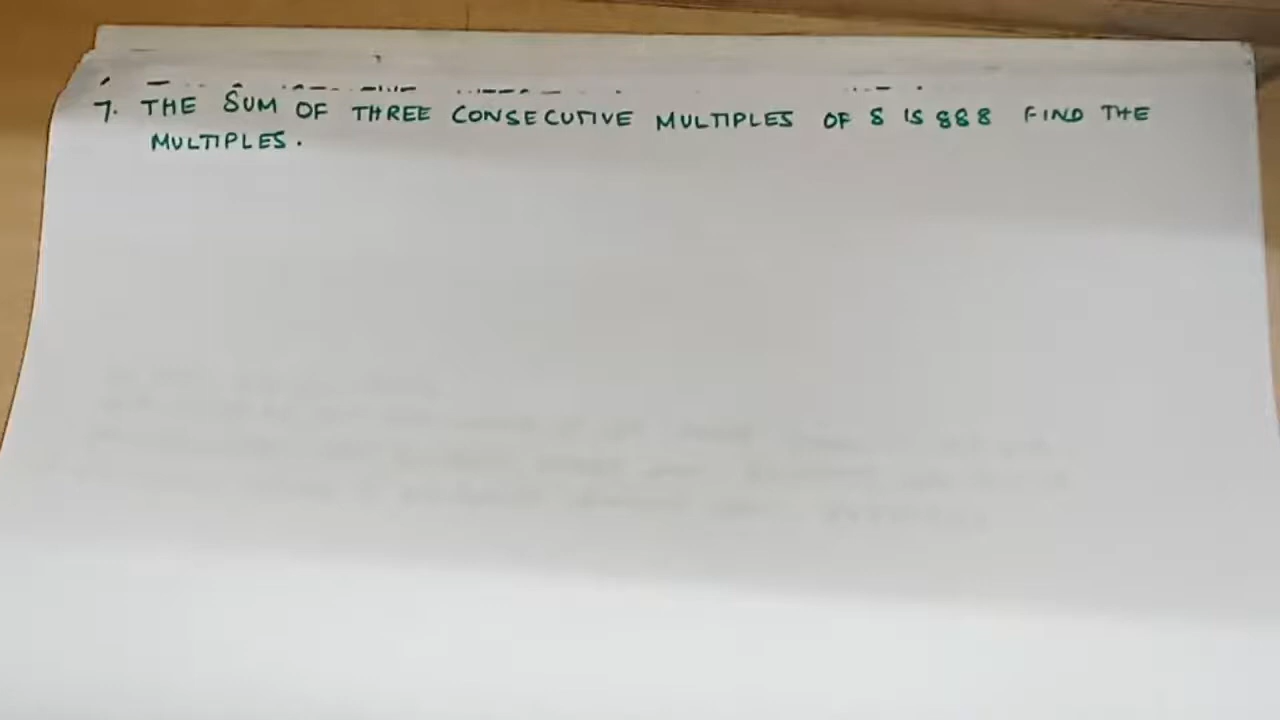 7. THE SUM OF THREE CONSECUTIVE MULTIPLES OF 8 IS 888 FIND THE
MULTIPLES.